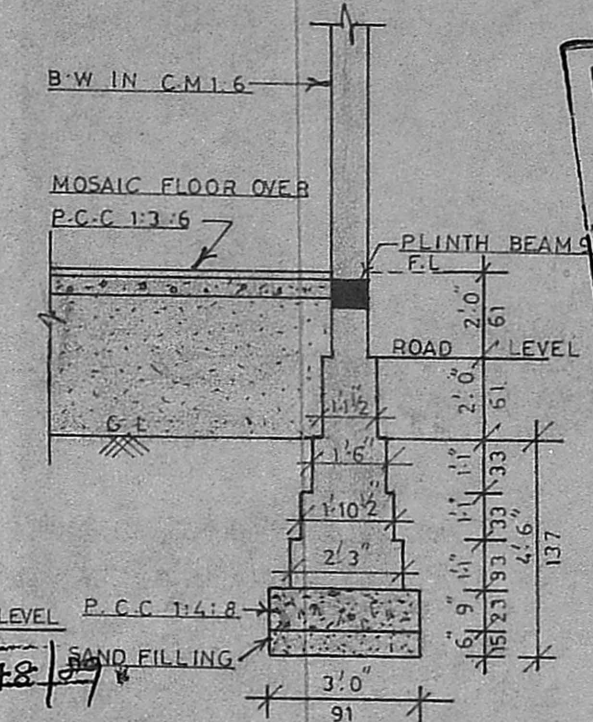 B.W IN C.M 1:6
MOSAIC FLOOR OVER
P.C.C 1:3:6
PLINTH BEAM
F.L
2'.0"
61
ROAD LEVEL
2'.0"
61
1'.1½
G L
1'6"
1'.1"
33
1'.10½"
1'.1"
33
4'.6"
137
2'.3"
1'.1"
93
LEVEL
P.C.C 1:4:8
9"
23
SAND FILLING
6"
15
3'.0"
91